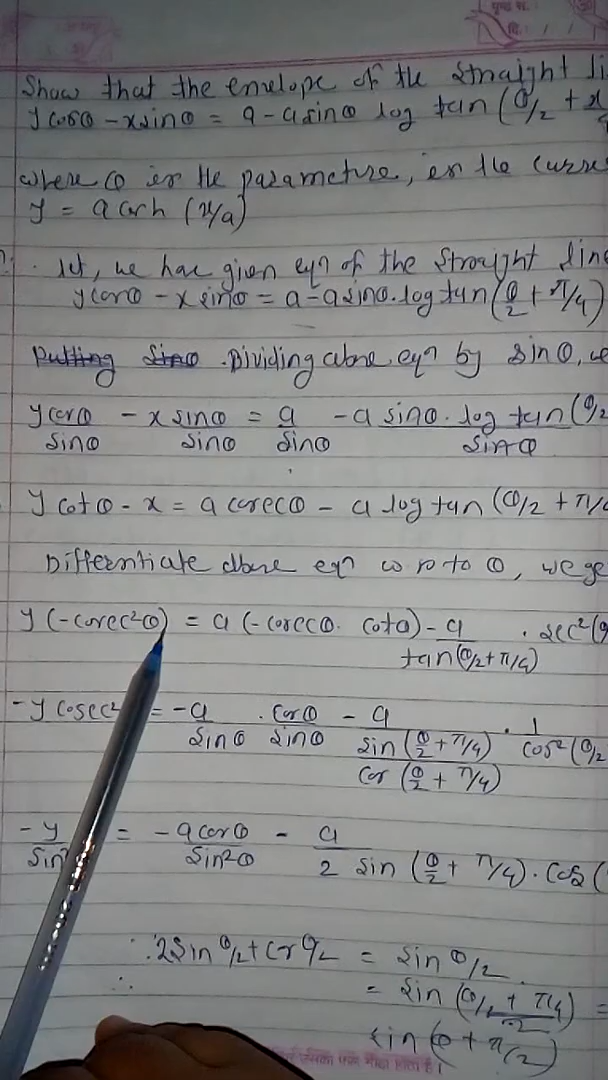 Show that the envelope of the straight li
y cosθ - x sinθ = a - a sinθ log tan (θ/2 + π
where θ is the parameture, is the curve
y = a cosh (x/a)
let, we have given eqn of the straight line
y cosθ - x sinθ = a - a sinθ. log tan (θ/2 + π/4)
Putting Sinθ . Dividing above eqn by sinθ, we
y cosθ/sinθ - x sinθ/sinθ = a/sinθ - a sinθ. log tan (θ/2 /sinθ
y cotθ - x = a cosecθ - a log tan (θ/2 + π/4
Differntiate above eqn w.r.to θ, we ge
y (-cosec²θ) = a (-cosecθ. cotθ) - a/tan(θ/2+π/4) . sec²(θ
-y cosec² = -a/sinθ . cosθ/sinθ - a/(sin (θ/2 + π/4)/cos (θ/2 + π/4)) . 1/cos² (θ/2
-y/sin² = -a cosθ/sin²θ - a/2 sin (θ/2 + π/4). cos (
∴ 2 sin θ/2 + cos θ/2 = sin θ/2
∴ = sin (θ/2 + π/4) =
sin (θ + π/2)